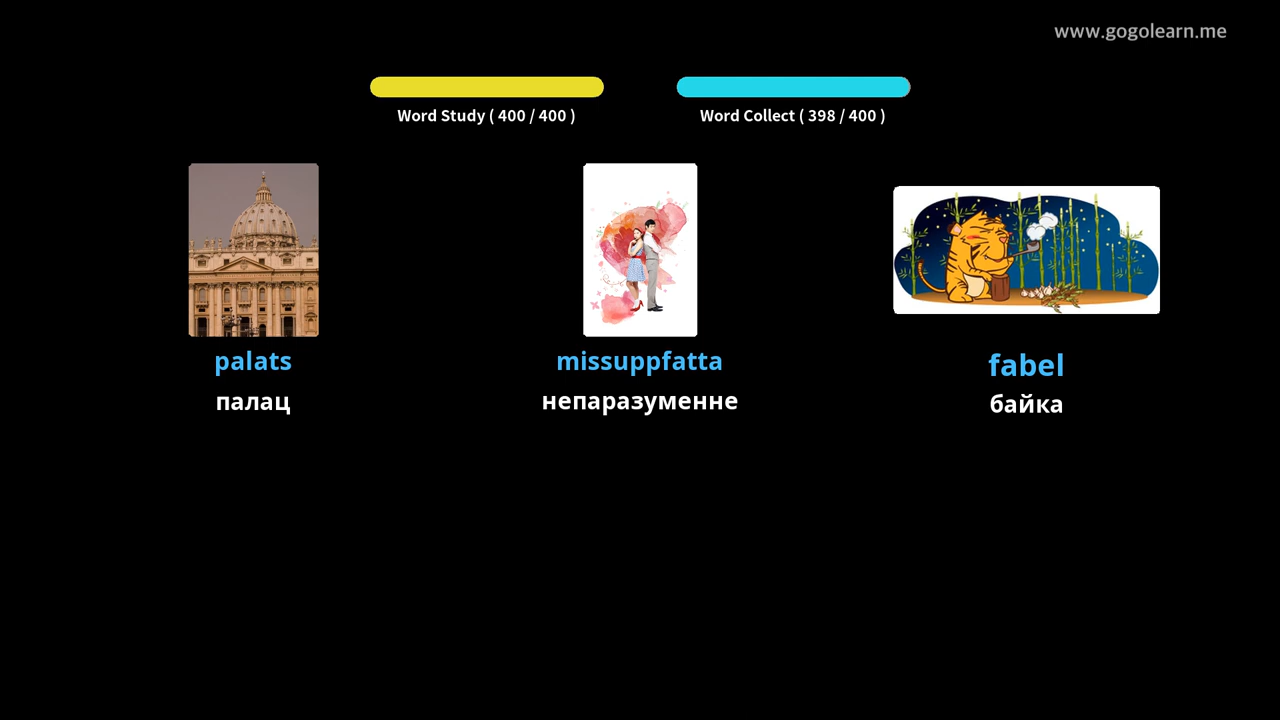 www.gogolearn.me
Word Study ( 400 / 400 )
Word Collect ( 398 / 400 )
palats
палац
missuppfatta
непаразуменне
fabel
байка